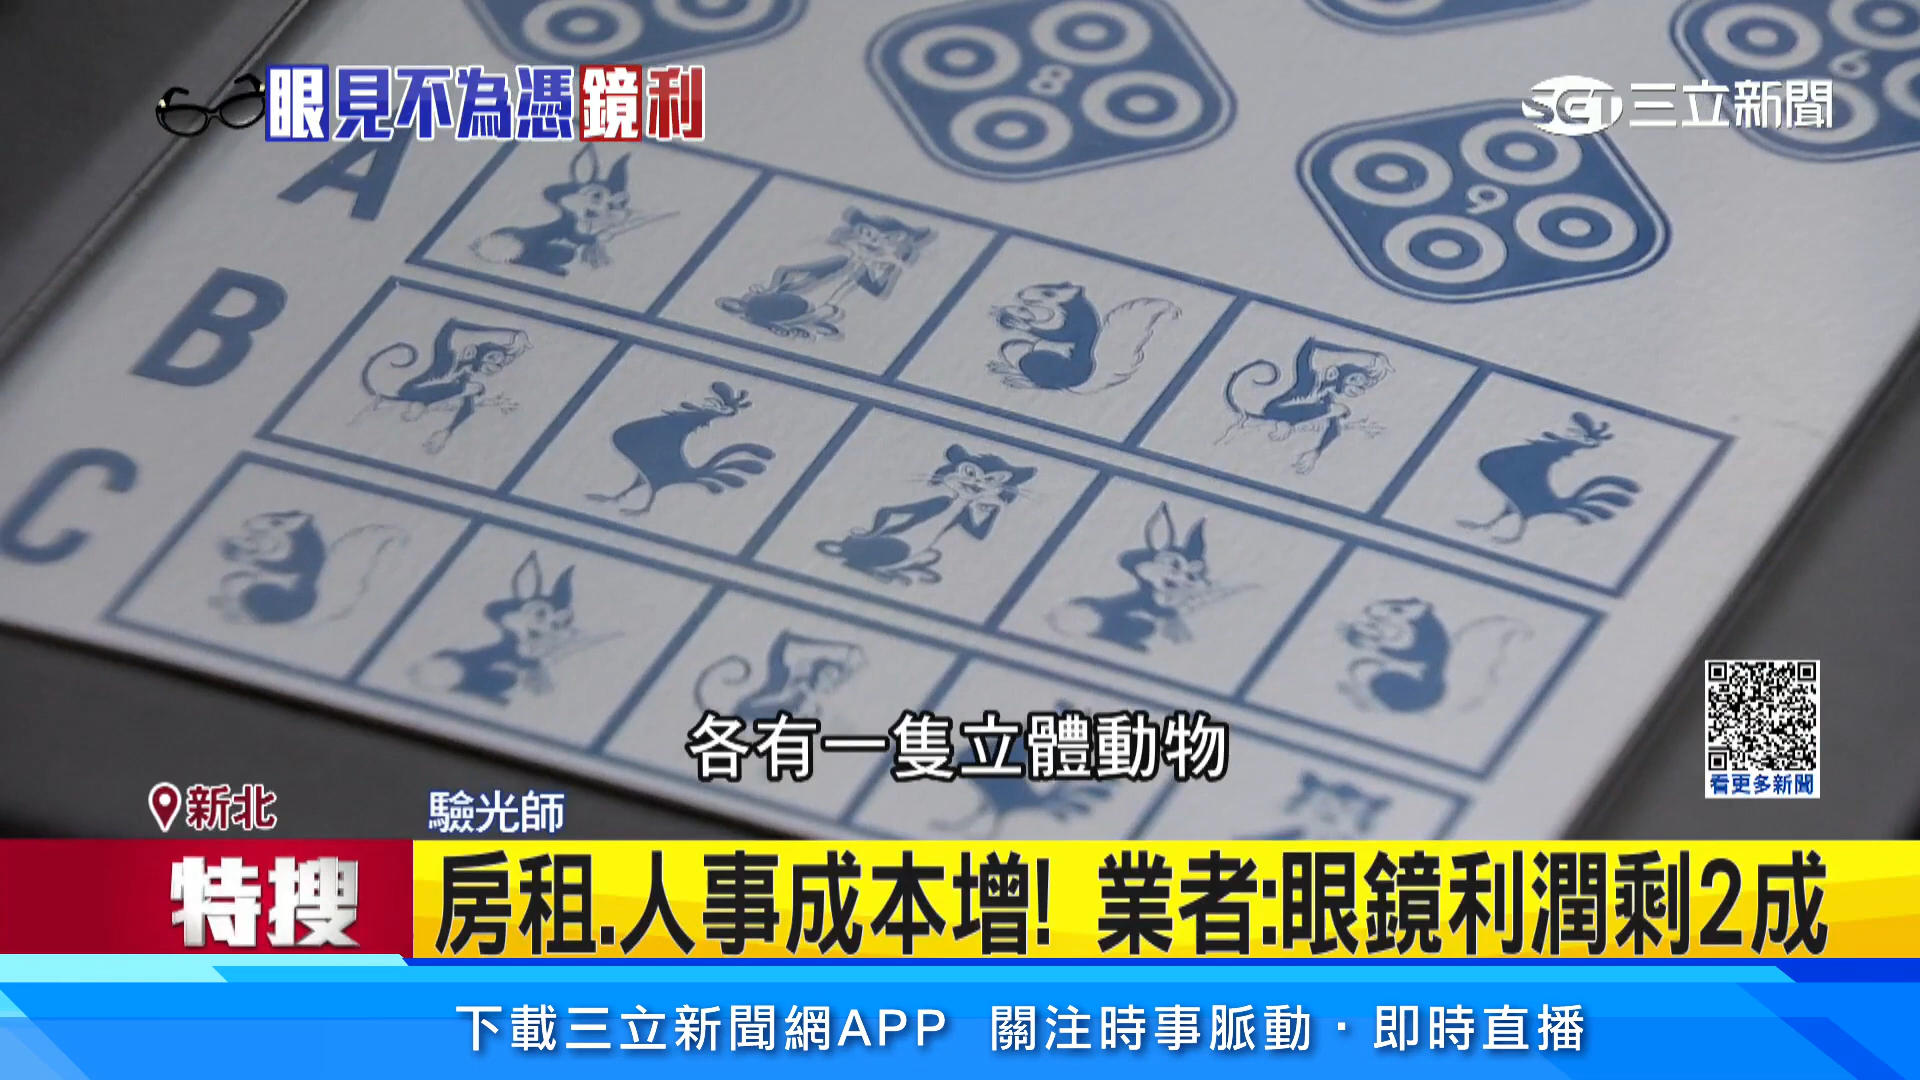 眼見不為憑鏡利
SET三立新聞
8
6
9
A
B
C
各有一隻立體動物
看更多新聞
新北
驗光師
特搜
房租.人事成本增! 業者:眼鏡利潤剩2成
下載三立新聞網APP 關注時事脈動·即時直播